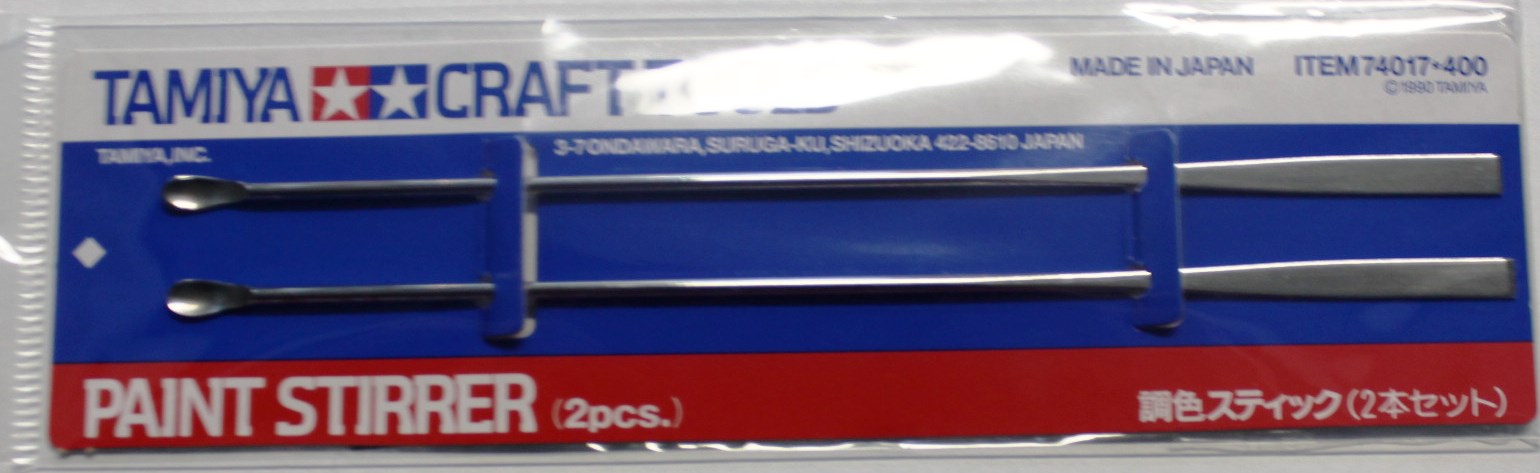 TAMIYA CRAFT
MADE IN JAPAN ITEM 74017•400
©1990 TAMIYA
TAMIYA, INC.
3-7 ONDAWARA, SURUGA-KU, SHIZUOKA 422-8610 JAPAN
PAINT STIRRER (2pcs.)
調色スティック(2本セット)